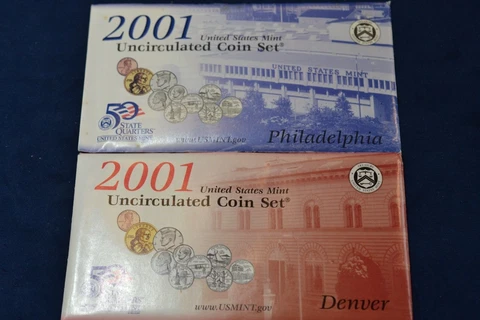 2001
United States Mint
Uncirculated Coin Set®
UNITED STATES MINT
50
STATE
QUARTERS
www.USMINT.gov
Philadelphia
2001
United States Mint
Uncirculated Coin Set®
www.USMINT.gov
Denver